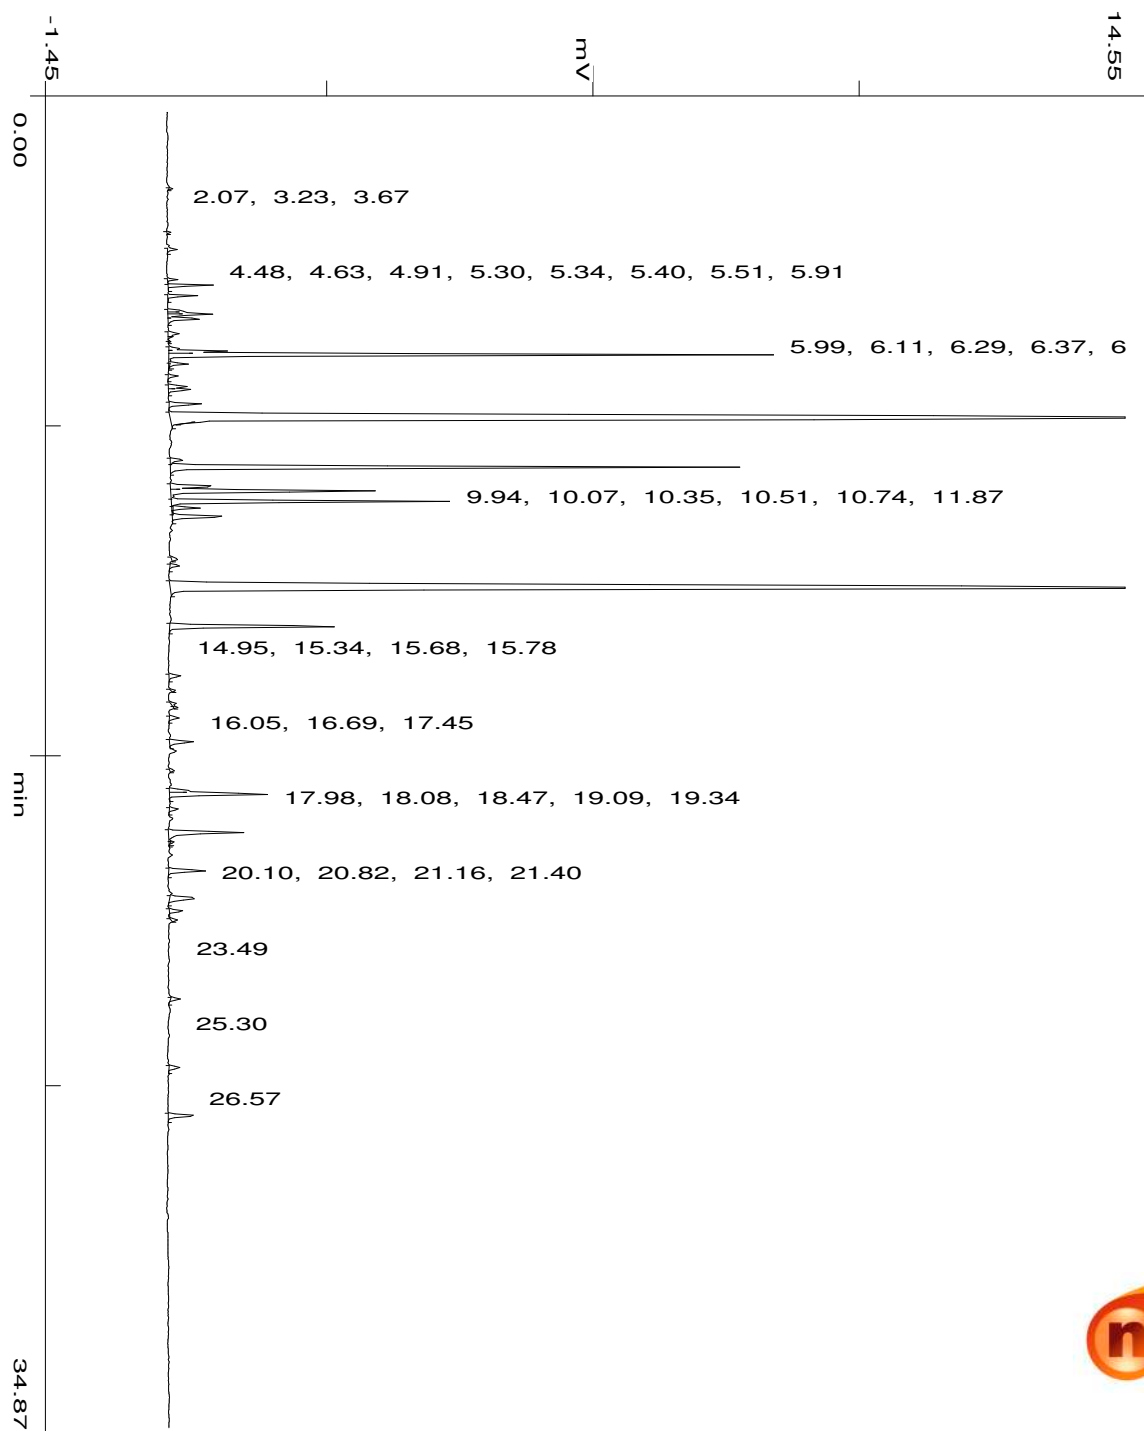 -1.45
mV
14.55
0.00
2.07, 3.23, 3.67
4.48, 4.63, 4.91, 5.30, 5.34, 5.40, 5.51, 5.91
5.99, 6.11, 6.29, 6.37, 6
9.94, 10.07, 10.35, 10.51, 10.74, 11.87
14.95, 15.34, 15.68, 15.78
16.05, 16.69, 17.45
min
17.98, 18.08, 18.47, 19.09, 19.34
20.10, 20.82, 21.16, 21.40
23.49
25.30
26.57
n
34.87